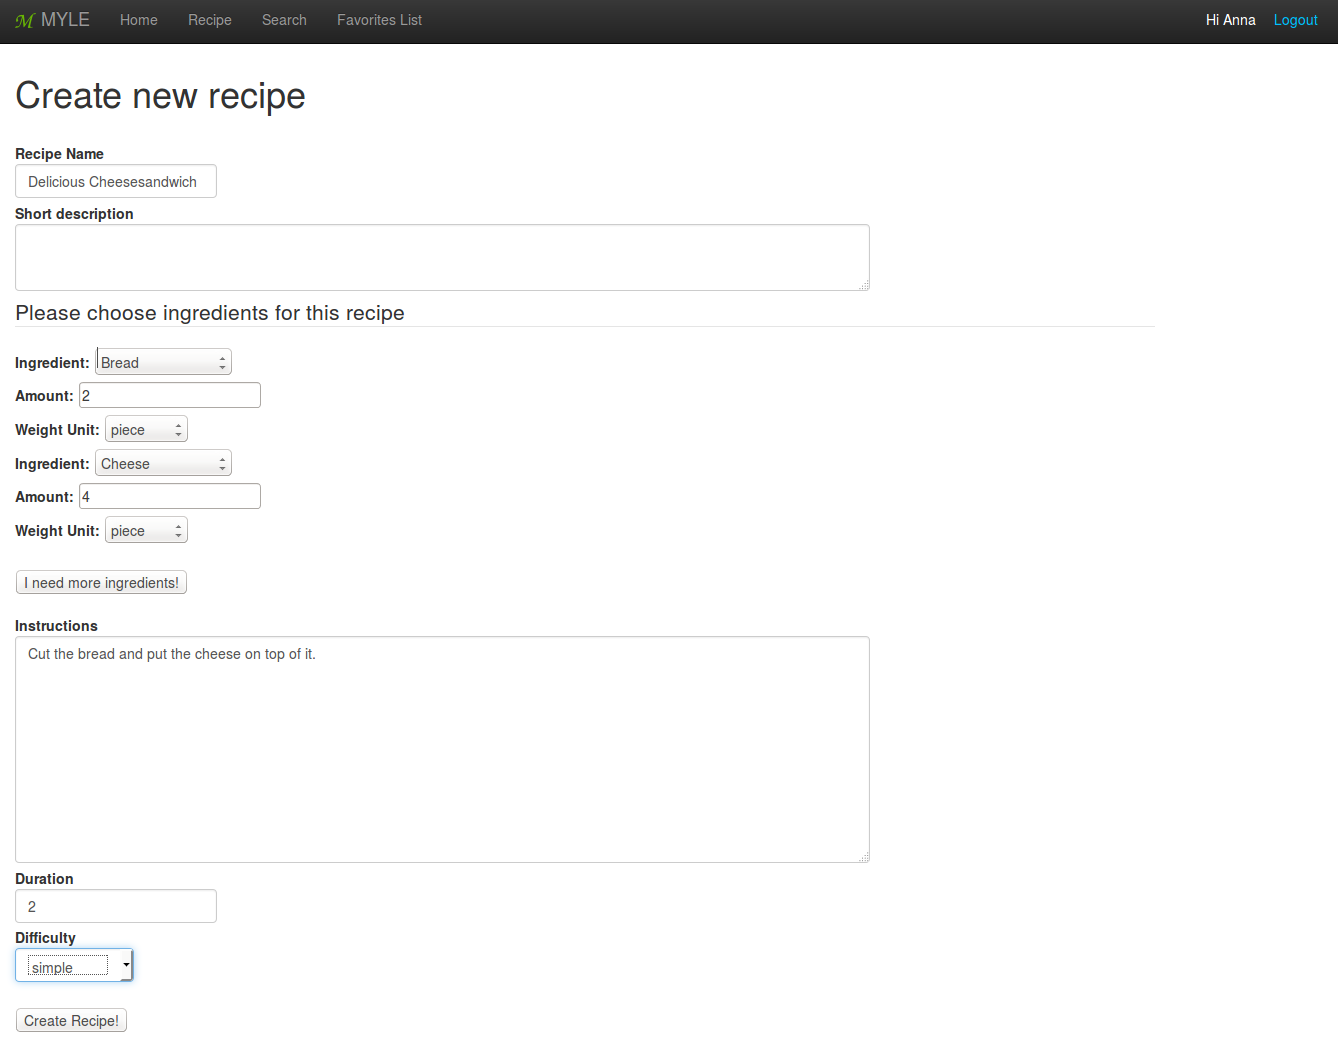 M MYLE Home Recipe Search Favorites List Hi Anna Logout
Create new recipe
Recipe Name
Delicious Cheesesandwich
Short description
Please choose ingredients for this recipe
Ingredient: Bread
Amount: 2
Weight Unit: piece
Ingredient: Cheese
Amount: 4
Weight Unit: piece
I need more ingredients!
Instructions
Cut the bread and put the cheese on top of it.
Duration
2
Difficulty
simple
Create Recipe!